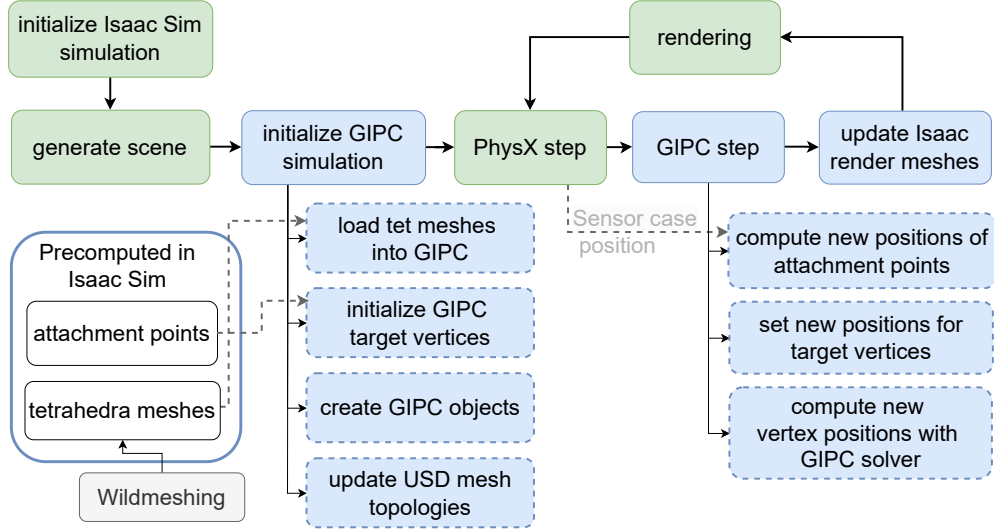 initialize Isaac Sim
simulation
rendering
generate scene
initialize GIPC
simulation
PhysX step
GIPC step
update Isaac
render meshes
Sensor case
position
Precomputed in
Isaac Sim
attachment points
tetrahedra meshes
Wildmeshing
load tet meshes
into GIPC
initialize GIPC
target vertices
create GIPC objects
update USD mesh
topologies
compute new positions of
attachment points
set new positions for
target vertices
compute new
vertex positions with
GIPC solver